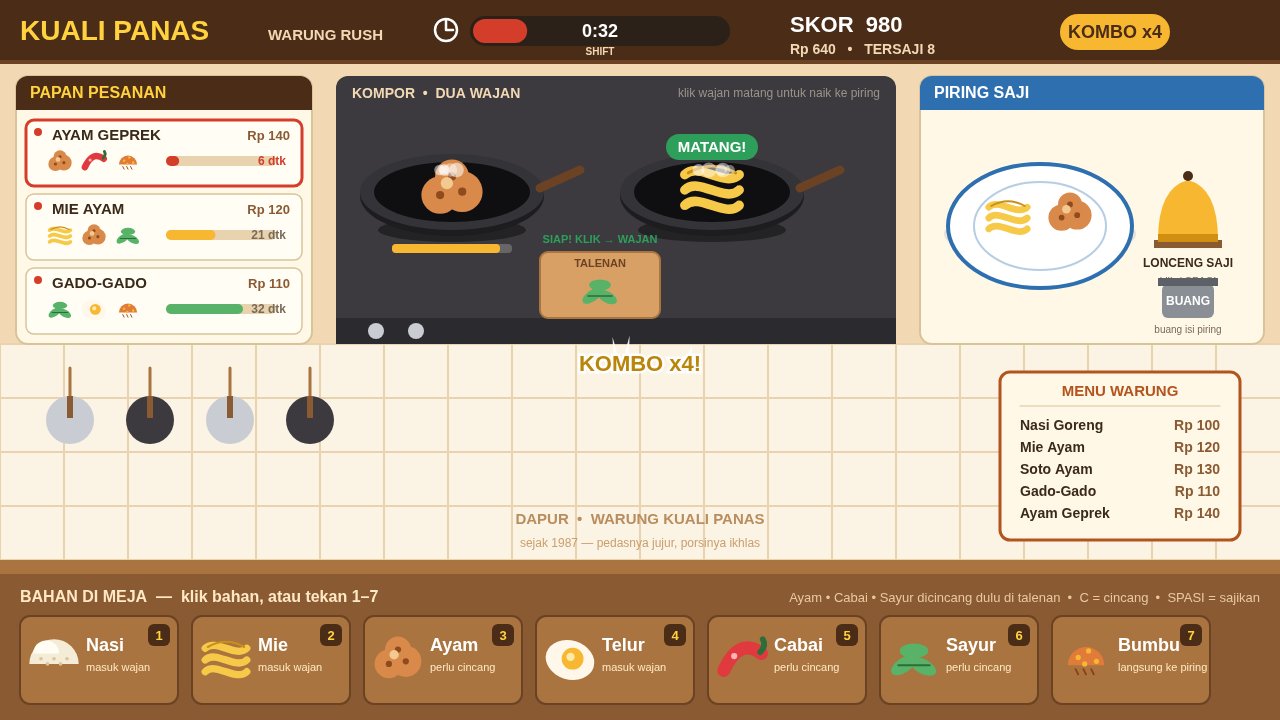 KUALI PANAS
WARUNG RUSH
0:32
SHIFT
SKOR 980
Rp 640 • TERSAJI 8
KOMBO x4
PAPAN PESANAN
AYAM GEPREK Rp 140
6 dtk
MIE AYAM Rp 120
21 dtk
GADO-GADO Rp 110
32 dtk
KOMPOR • DUA WAJAN
klik wajan matang untuk naik ke piring
MATANG!
SIAP! KLIK → WAJAN
TALENAN
KOMBO x4!
PIRING SAJI
LONCENG SAJI
BUANG
buang isi piring
MENU WARUNG
Nasi Goreng Rp 100
Mie Ayam Rp 120
Soto Ayam Rp 130
Gado-Gado Rp 110
Ayam Geprek Rp 140
DAPUR • WARUNG KUALI PANAS
sejak 1987 — pedasnya jujur, porsinya ikhlas
BAHAN DI MEJA — klik bahan, atau tekan 1–7
Ayam • Cabai • Sayur dicincang dulu di talenan • C = cincang • SPASI = sajikan
Nasi 1
masuk wajan
Mie 2
masuk wajan
Ayam 3
perlu cincang
Telur 4
masuk wajan
Cabai 5
perlu cincang
Sayur 6
perlu cincang
Bumbu 7
langsung ke piring